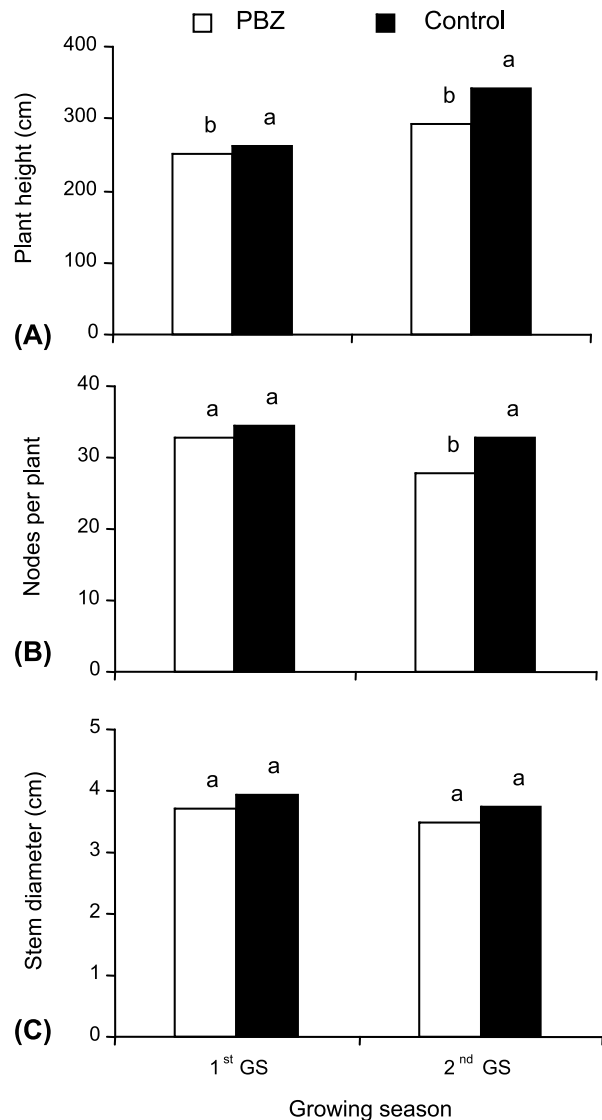 PBZ Control
400
300
200
100
0
Plant height (cm)
b a b a
(A)
40
30
20
10
0
Nodes per plant
a a b a
(B)
5
4
3
2
1
0
Stem diameter (cm)
a a a a
(C)
1st GS 2nd GS
Growing season